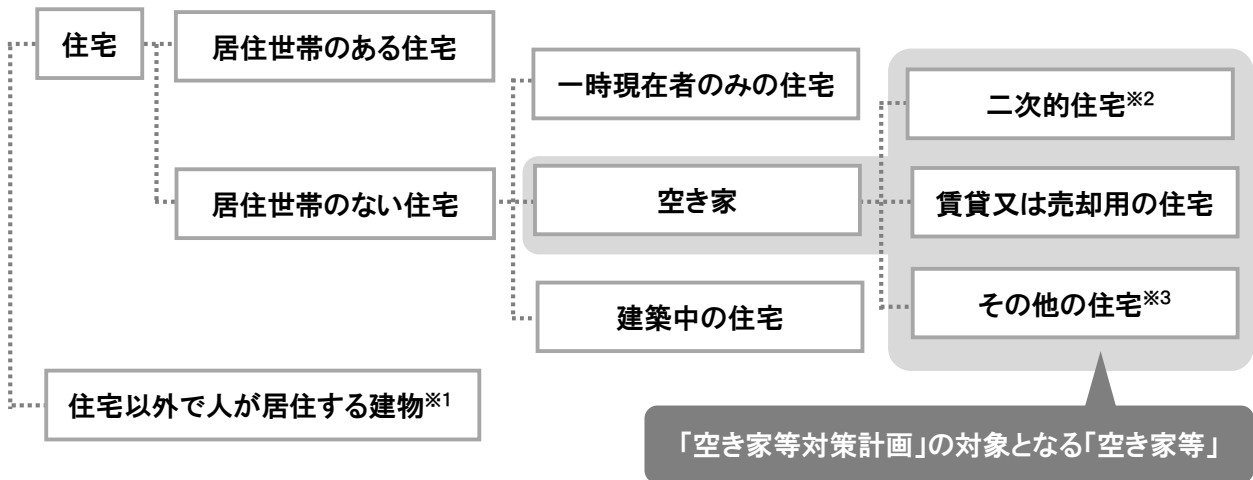 住宅
居住世帯のある住宅
一時現在者のみの住宅
二次的住宅※2
居住世帯のない住宅
空き家
賃貸又は売却用の住宅
建築中の住宅
その他の住宅※3
住宅以外で人が居住する建物※1
「空き家等対策計画」の対象となる「空き家等」